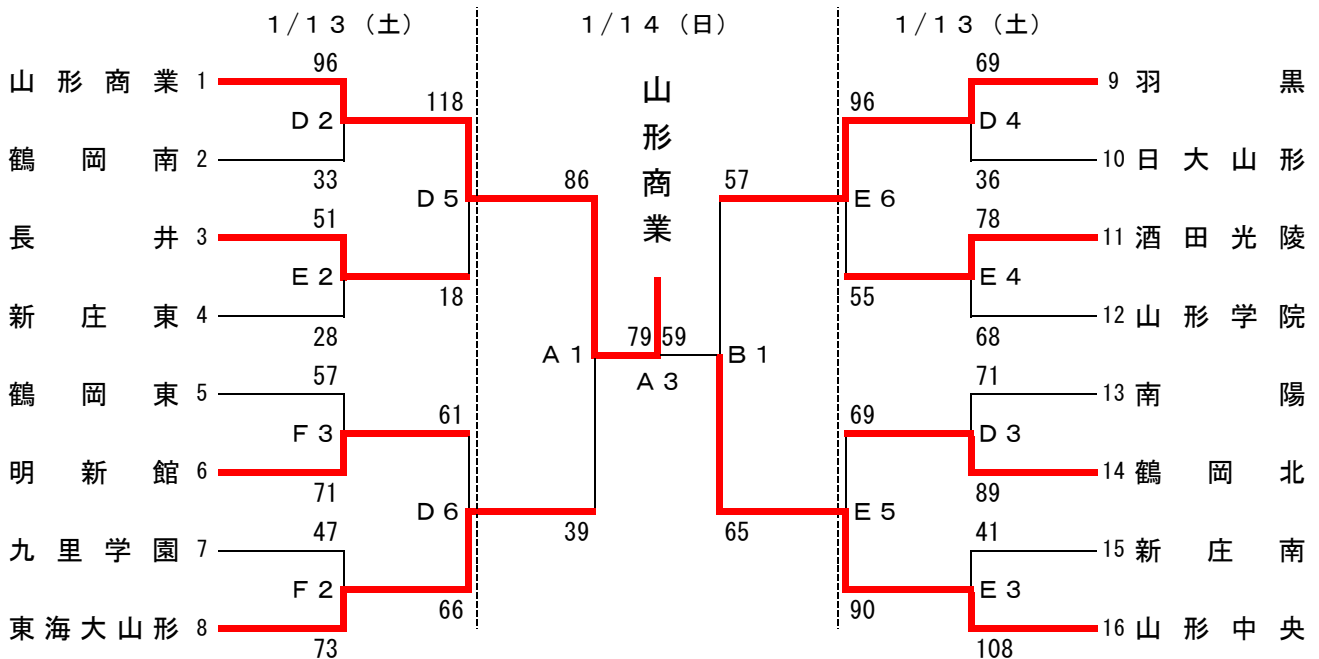 1/13（土） 1/14（日） 1/13（土）
96 69
山形商業 1 山形商業 9 羽黒
118 96
D2 D4
鶴岡南 2 10 日大山形
33 86 57 36
D5 E6
51 78
長井 3 11 酒田光陵
E2 E4
18 55
新庄東 4 12 山形学院
28 79 59 68
A1 B1
57 A3 71
鶴岡東 5 13 南陽
61 69
F3 D3
明新館 6 14 鶴岡北
71 89
D6 E5
47 39 65 41
九里学園 7 15 新庄南
F2 E3
66 90
東海大山形 8 16 山形中央
73 108